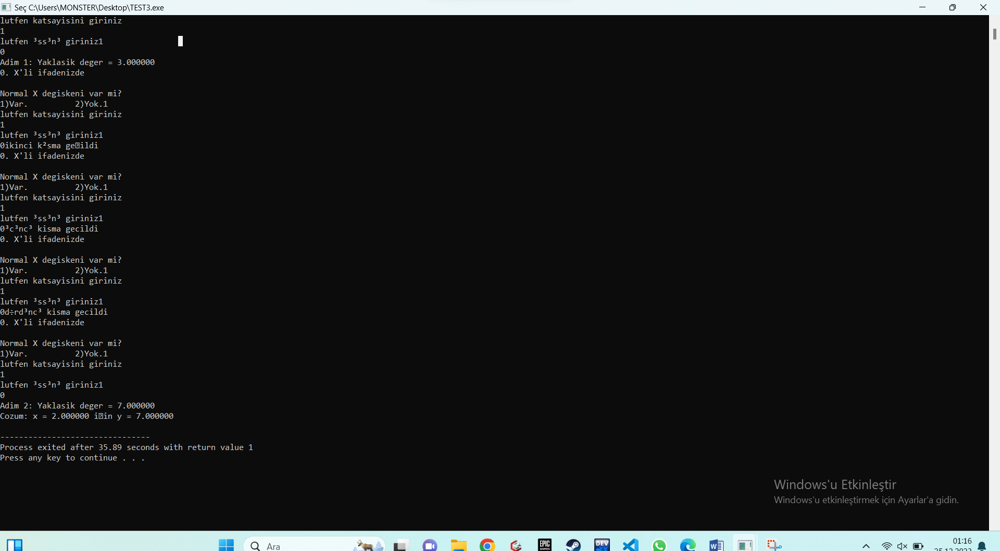 Seç C:\Users\MONSTER\Desktop\TEST3.exe
lutfen katsayisini giriniz
1
lutfen ³ss³n³ giriniz1
0
Adim 1: Yaklasik deger = 3.000000
0. X'li ifadenizde
Normal X degiskeni var mi?
1)Var. 2)Yok.1
lutfen katsayisini giriniz
1
lutfen ³ss³n³ giriniz1
0ikinci k²sma ge⍰ildi
0. X'li ifadenizde
Normal X degiskeni var mi?
1)Var. 2)Yok.1
lutfen katsayisini giriniz
1
lutfen ³ss³n³ giriniz1
0³c³nc³ kisma gecildi
0. X'li ifadenizde
Normal X degiskeni var mi?
1)Var. 2)Yok.1
lutfen katsayisini giriniz
1
lutfen ³ss³n³ giriniz1
0d÷rd³nc³ kisma gecildi
0. X'li ifadenizde
Normal X degiskeni var mi?
1)Var. 2)Yok.1
lutfen katsayisini giriniz
1
lutfen ³ss³n³ giriniz1
0
Adim 2: Yaklasik deger = 7.000000
Cozum: x = 2.000000 i⍰in y = 7.000000
--------------------------------
Process exited after 35.89 seconds with return value 1
Press any key to continue . . .
Windows'u Etkinleştir
Windows'u etkinleştirmek için Ayarlar'a gidin.
Ara
EPIC
GAMES
DEV
W
01:16
25.12.2023